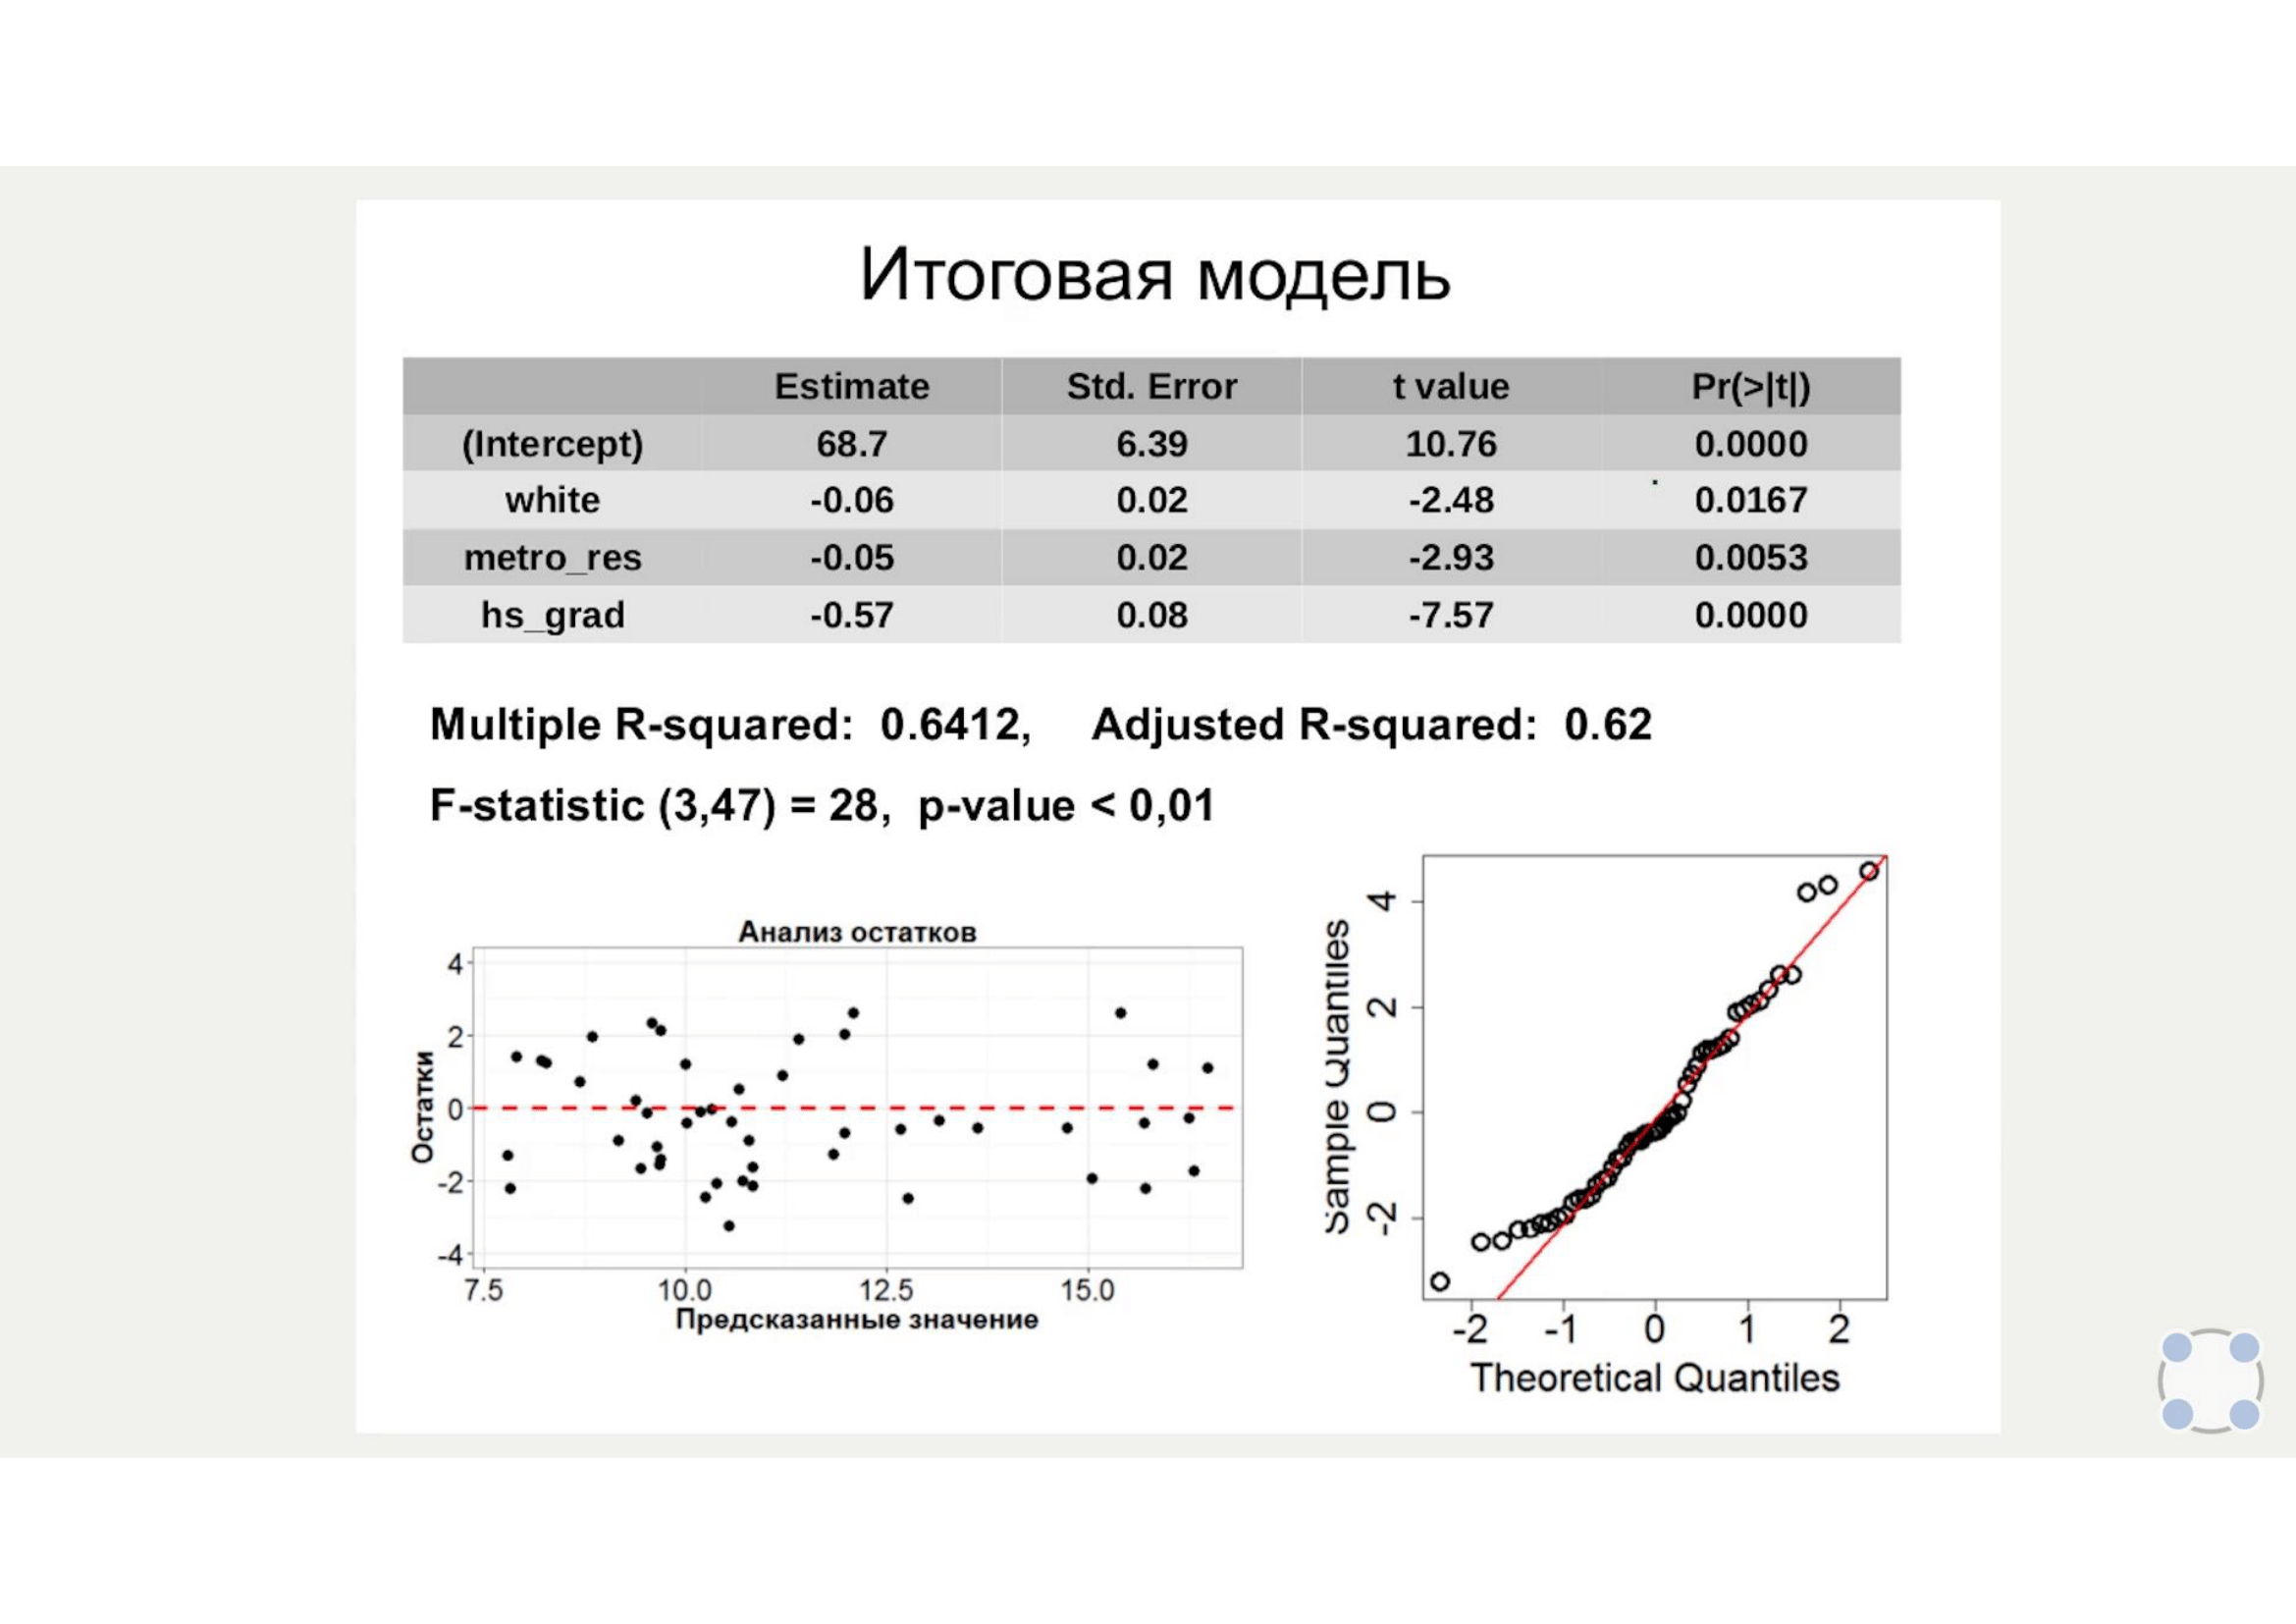 Итоговая модель
Estimate Std. Error t value Pr(>|t|)
(Intercept) 68.7 6.39 10.76 0.0000
white -0.06 0.02 -2.48 0.0167
metro_res -0.05 0.02 -2.93 0.0053
hs_grad -0.57 0.08 -7.57 0.0000
Multiple R-squared: 0.6412, Adjusted R-squared: 0.62
F-statistic (3,47) = 28, p-value < 0,01
Анализ остатков
Остатки
4
2
0
-2
-4
7.5 10.0 12.5 15.0
Предсказанные значение
Sample Quantiles
4
2
0
-2
-2 -1 0 1 2
Theoretical Quantiles